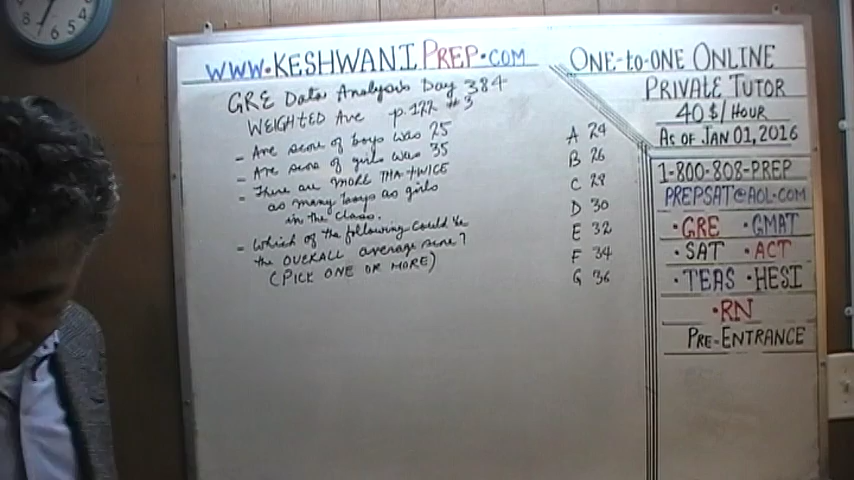 WWW.KESHWANIPREP.COM
GRE Data Analysis Day 384
WEIGHTED Ave p.122 #3
- Ave score of boys was 25
- Ave score of girls was 35
- There are MORE THA TWICE
as many boys as girls
in the class.
- Which of the following could be
the OVERALL average score?
(PICK ONE OR MORE)
A 24
B 26
C 28
D 30
E 32
F 34
G 36
ONE-to-ONE ONLINE
PRIVATE TUTOR
40 $/HOUR
AS OF JAN 01, 2016
1-800-808-PREP
PREPSAT@AOL.COM
•GRE •GMAT
•SAT •ACT
•TEAS •HESI
•RN
PRE-ENTRANCE